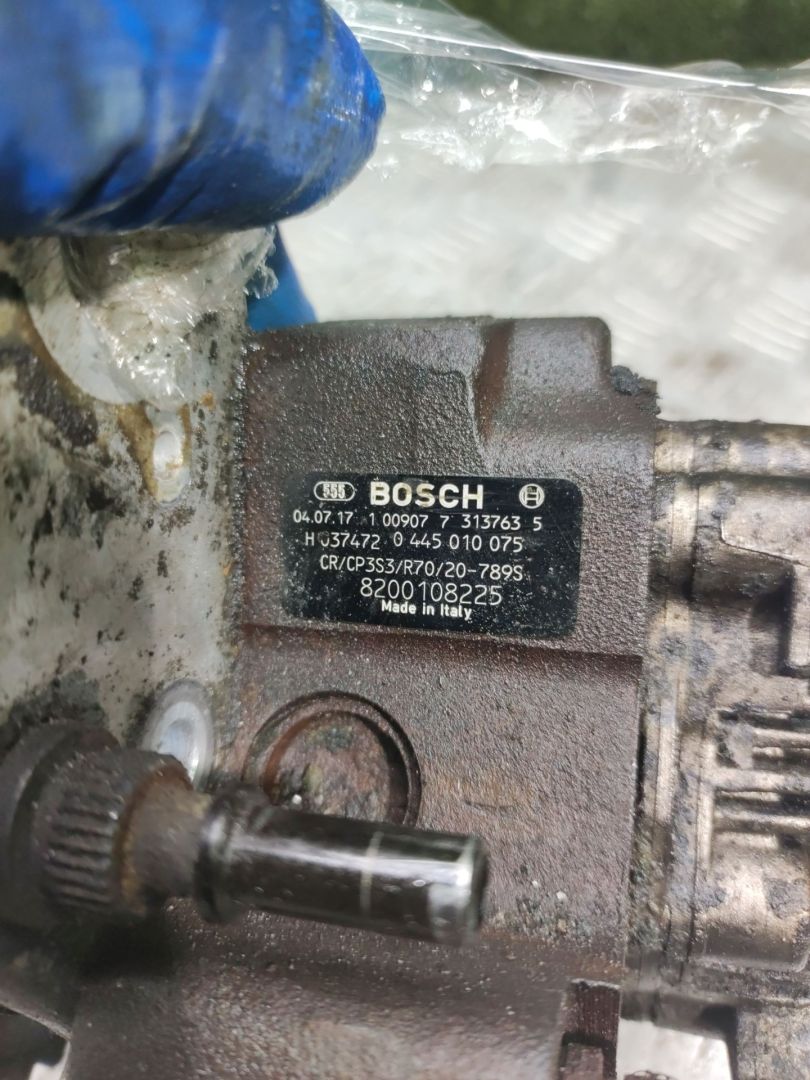 555 BOSCH
04.07.17 1 00907 7 313763 5
H 037472 0 445 010 075
CR/CP3S3/R70/20-789S
8200108225
Made in Italy